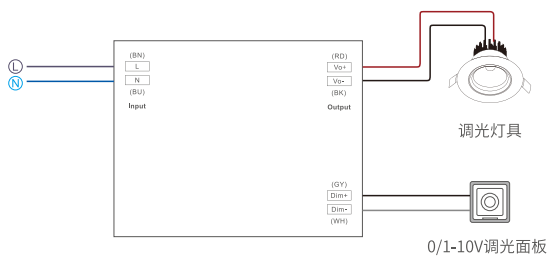 L
N
(BN)
L
N
(BU)
Input
(RD)
Vo+
Vo-
(BK)
Output
调光灯具
(GY)
Dim+
Dim-
(WH)
0/1-10V调光面板